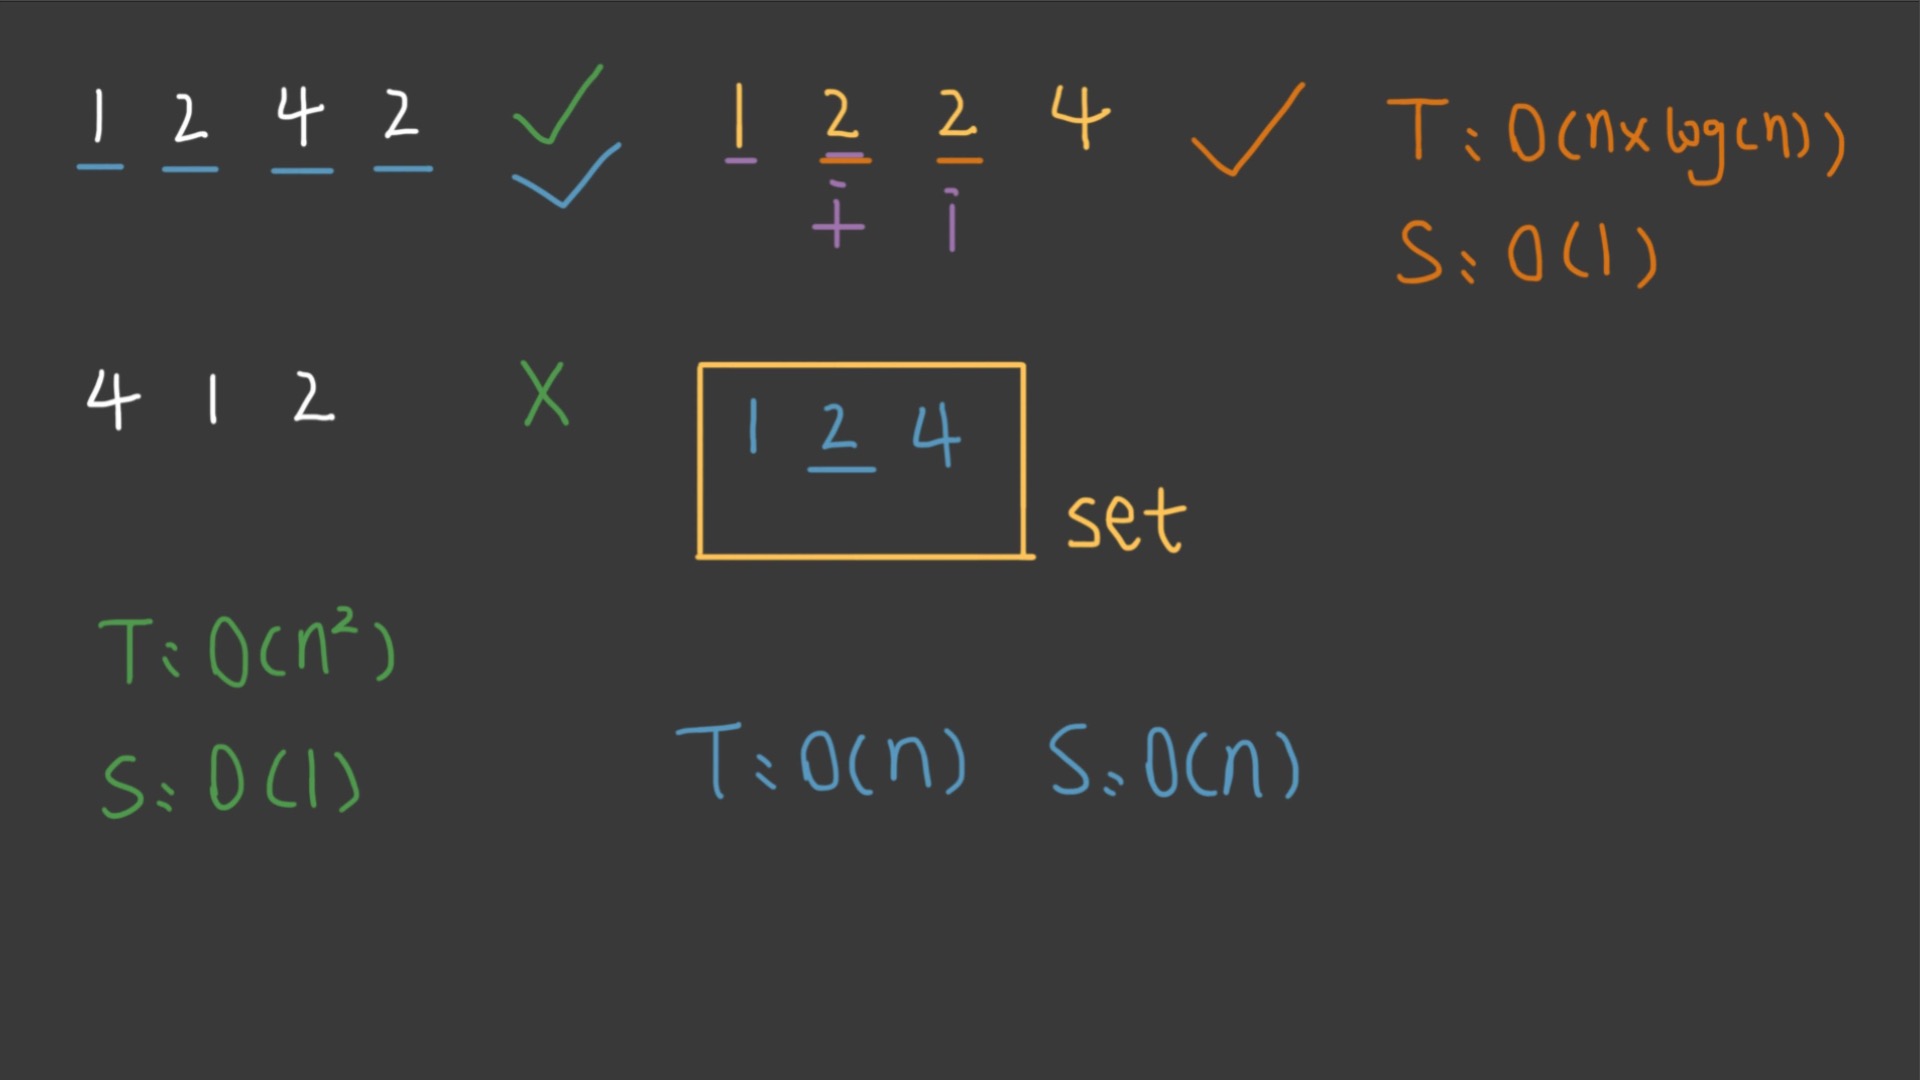 1 2 4 2
1 2 2 4
T: O(n×log(n))
S: O(1)
4 1 2 X
1 2 4
set
T: O(n²)
S: O(1)
T: O(n) S: O(n)